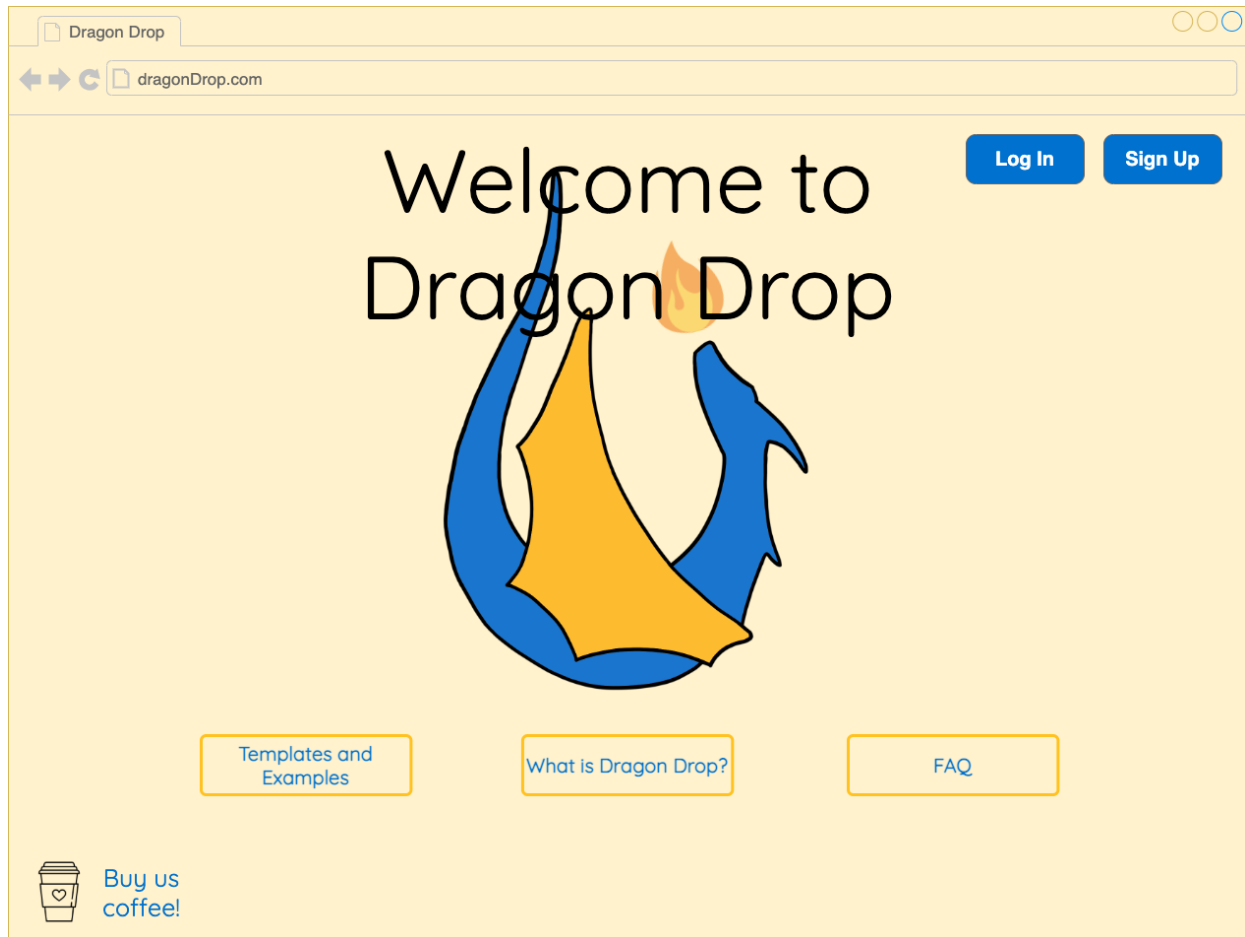 Dragon Drop
dragonDrop.com
Log In
Sign Up
Welcome to
Dragon Drop
Templates and
Examples
What is Dragon Drop?
FAQ
Buy us
coffee!